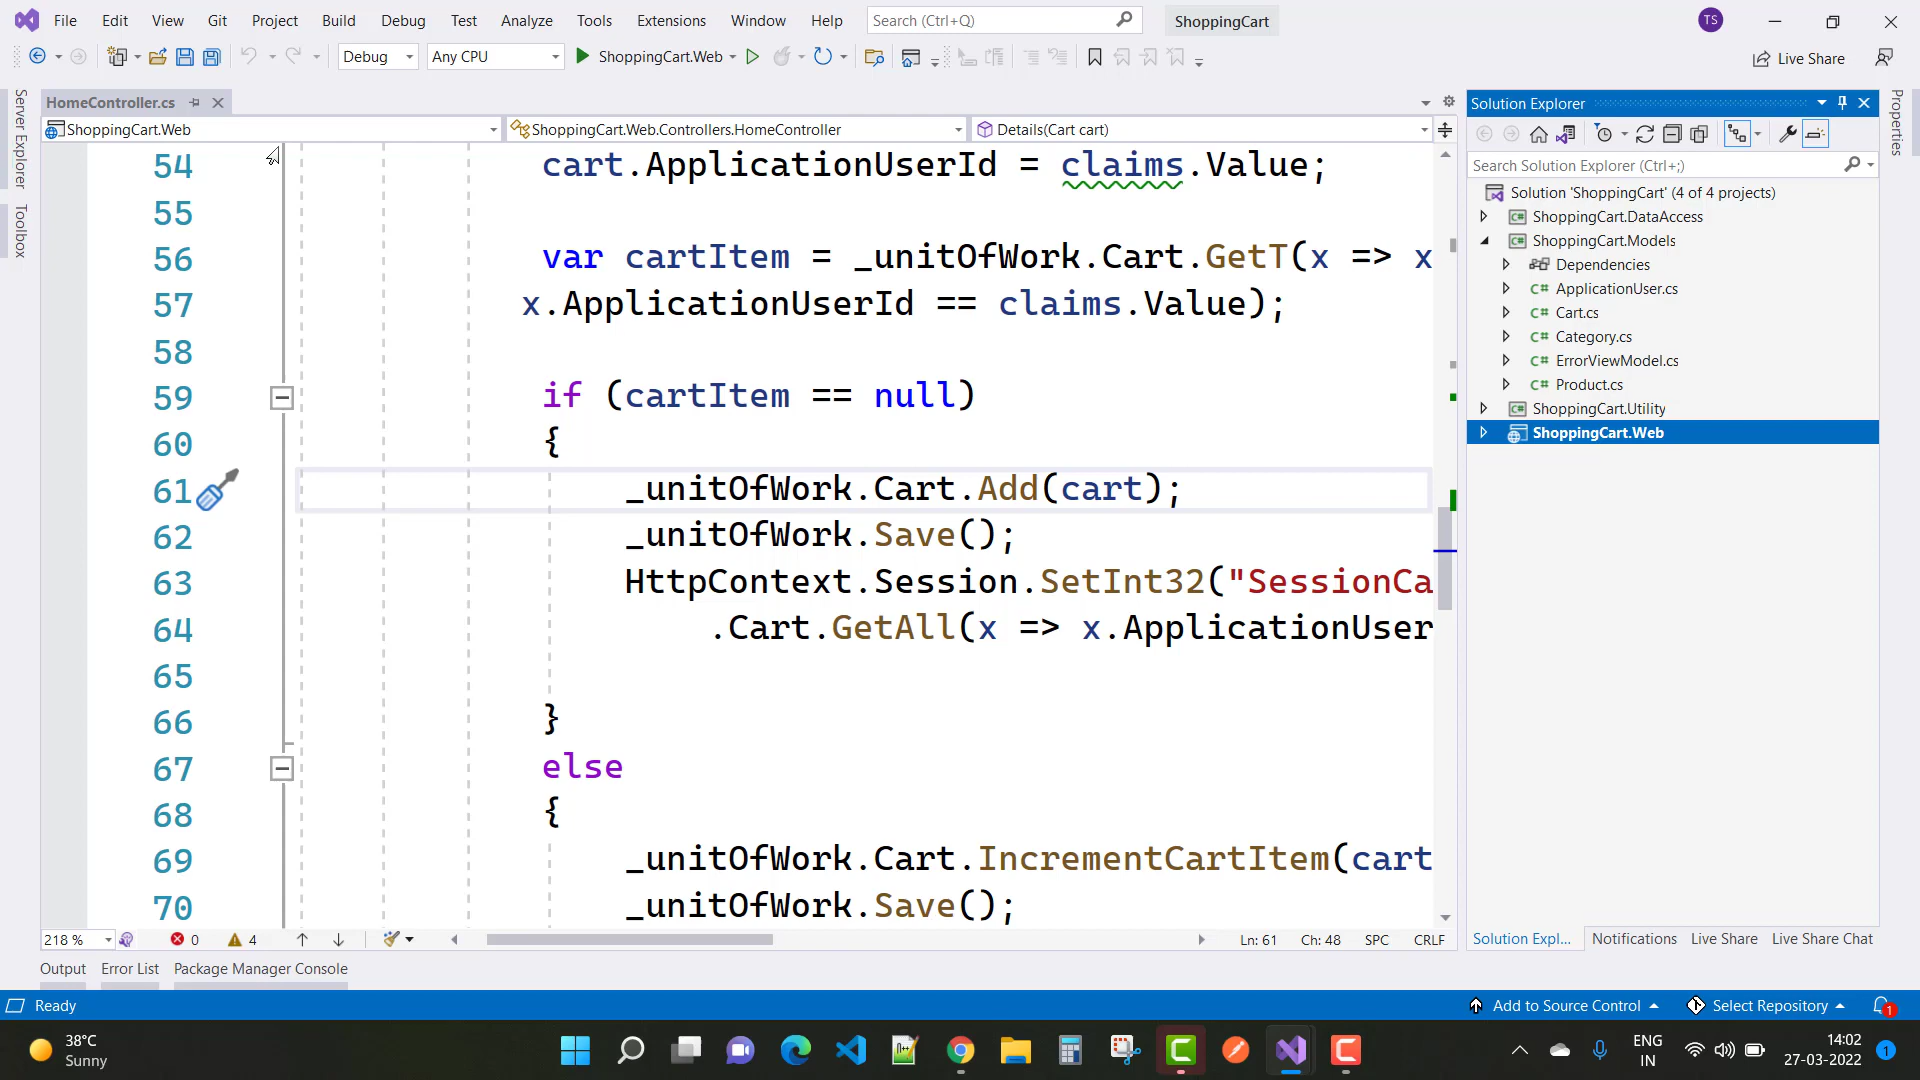 File Edit View Git Project Build Debug Test Analyze Tools Extensions Window Help Search (Ctrl+Q) ShoppingCart TS
Debug Any CPU ShoppingCart.Web Live Share
HomeController.cs
ShoppingCart.Web ShoppingCart.Web.Controllers.HomeController Details(Cart cart)
Server Explorer
Toolbox
54 cart.ApplicationUserId = claims.Value;
55
56 var cartItem = _unitOfWork.Cart.GetT(x => x
57 x.ApplicationUserId == claims.Value);
58
59 if (cartItem == null)
60 {
61 _unitOfWork.Cart.Add(cart);
62 _unitOfWork.Save();
63 HttpContext.Session.SetInt32("SessionCa
64 .Cart.GetAll(x => x.ApplicationUser
65
66 }
67 else
68 {
69 _unitOfWork.Cart.IncrementCartItem(cart
70 _unitOfWork.Save();
218 % 0 4 Ln: 61 Ch: 48 SPC CRLF
Solution Explorer
Search Solution Explorer (Ctrl+;)
Solution 'ShoppingCart' (4 of 4 projects)
ShoppingCart.DataAccess
ShoppingCart.Models
Dependencies
C# ApplicationUser.cs
C# Cart.cs
C# Category.cs
C# ErrorViewModel.cs
C# Product.cs
ShoppingCart.Utility
ShoppingCart.Web
Properties
Solution Expl... Notifications Live Share Live Share Chat
Output Error List Package Manager Console
Ready Add to Source Control Select Repository 1
38°C
Sunny
ENG
IN
14:02
27-03-2022
1